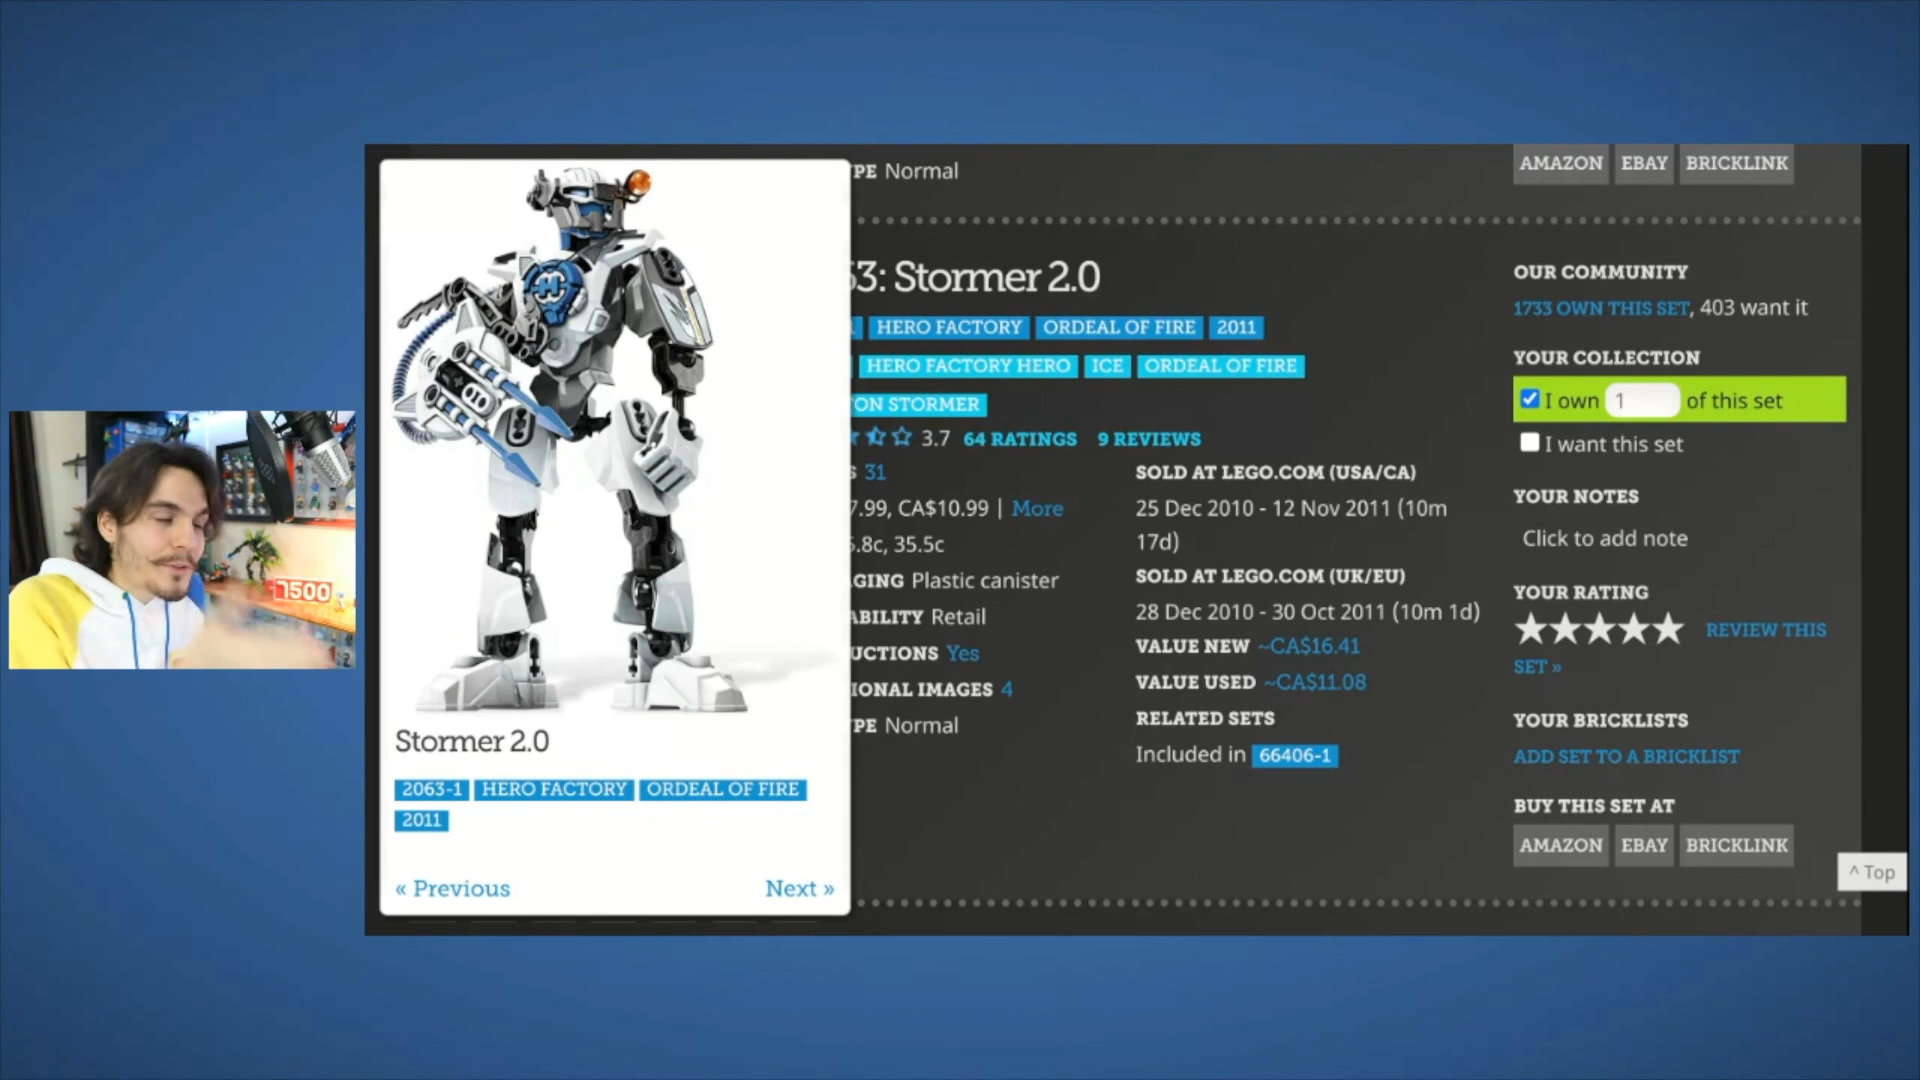 7500
Stormer 2.0
2063-1 HERO FACTORY ORDEAL OF FIRE
2011
« Previous Next »
PE Normal
3: Stormer 2.0
HERO FACTORY ORDEAL OF FIRE 2011
HERO FACTORY HERO ICE ORDEAL OF FIRE
ON STORMER
3.7 64 RATINGS 9 REVIEWS
S 31
7.99, CA$10.99 | More
.8c, 35.5c
GING Plastic canister
ABILITY Retail
UCTIONS Yes
IONAL IMAGES 4
PE Normal
SOLD AT LEGO.COM (USA/CA)
25 Dec 2010 - 12 Nov 2011 (10m
17d)
SOLD AT LEGO.COM (UK/EU)
28 Dec 2010 - 30 Oct 2011 (10m 1d)
VALUE NEW ~CA$16.41
VALUE USED ~CA$11.08
RELATED SETS
Included in 66406-1
AMAZON EBAY BRICKLINK
OUR COMMUNITY
1733 OWN THIS SET, 403 want it
YOUR COLLECTION
I own 1 of this set
I want this set
YOUR NOTES
Click to add note
YOUR RATING
REVIEW THIS
SET »
YOUR BRICKLISTS
ADD SET TO A BRICKLIST
BUY THIS SET AT
AMAZON EBAY BRICKLINK
^ Top